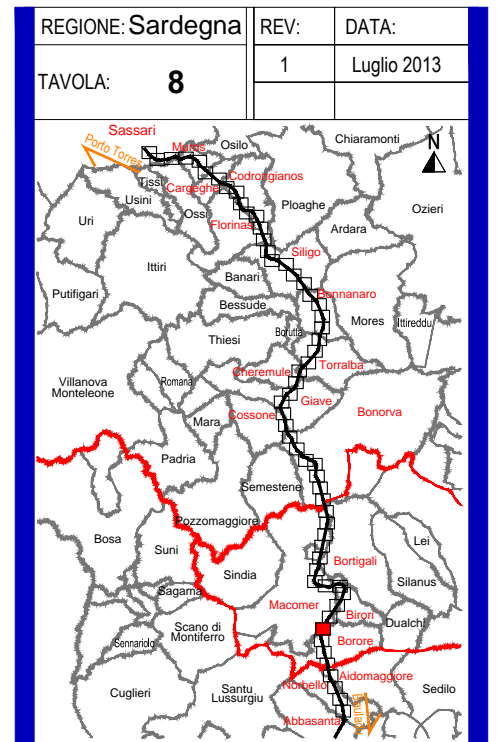 REGIONE: Sardegna
REV:
DATA:
TAVOLA: 8
1
Luglio 2013
Sassari
Porto Torres
Muros
Osilo
Chiaramonti
N
Tissi
Cargeghe
Codrongianos
Usini
Ossi
Ploaghe
Ozieri
Uri
Florinas
Ardara
Siligo
Ittiri
Banari
Putifigari
Bessude
Bonnanaro
Mores
Ittireddu
Thiesi
Borutta
Torralba
Cheremule
Villanova
Monteleone
Romana
Giave
Cossone
Bonorva
Mara
Padria
Semestene
Pozzomaggiore
Bosa
Suni
Lei
Bortigali
Sindia
Silanus
Sagama
Macomer
Birori
Scano di
Montiferro
Dualchi
Sennariolo
Borore
Aidomaggiore
Norbello
Sedilo
Cuglieri
Santu
Lussurgiu
Abbasanta